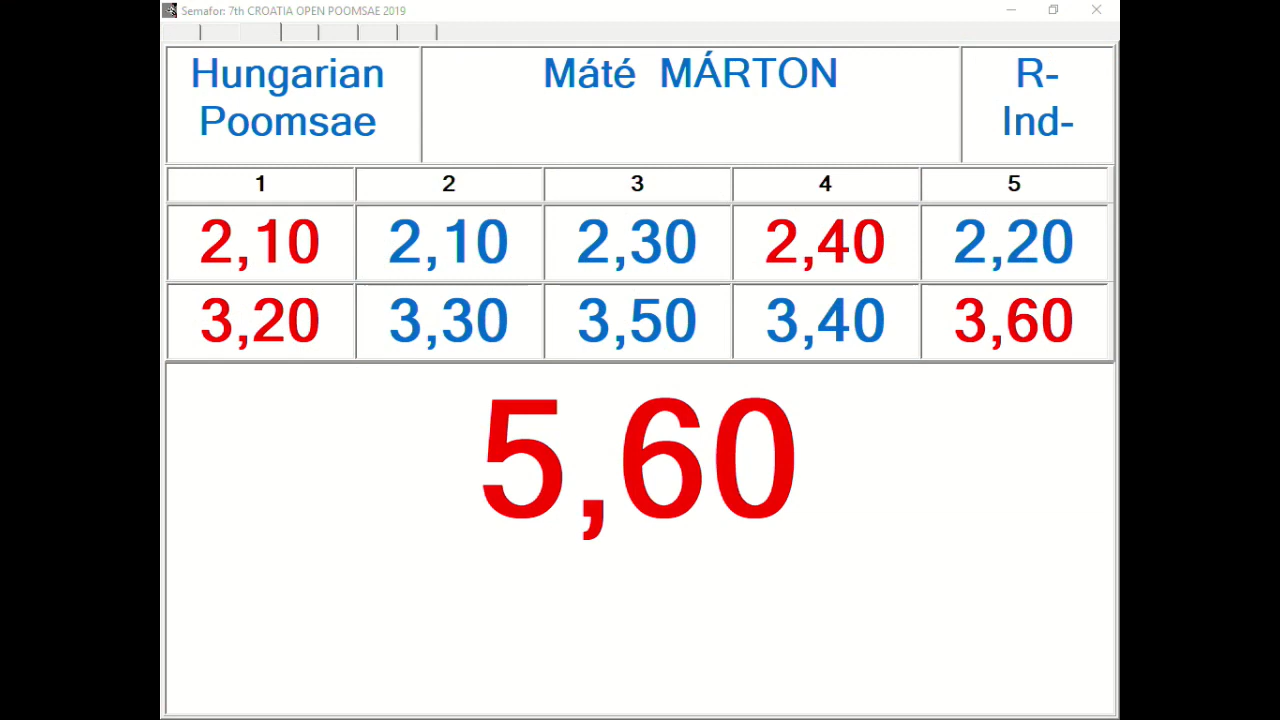 Semafor: 7th CROATIA OPEN POOMSAE 2019
Hungarian
Poomsae
Máté MÁRTON
R-
Ind-
1 2 3 4 5
2,10 2,10 2,30 2,40 2,20
3,20 3,30 3,50 3,40 3,60
5,60